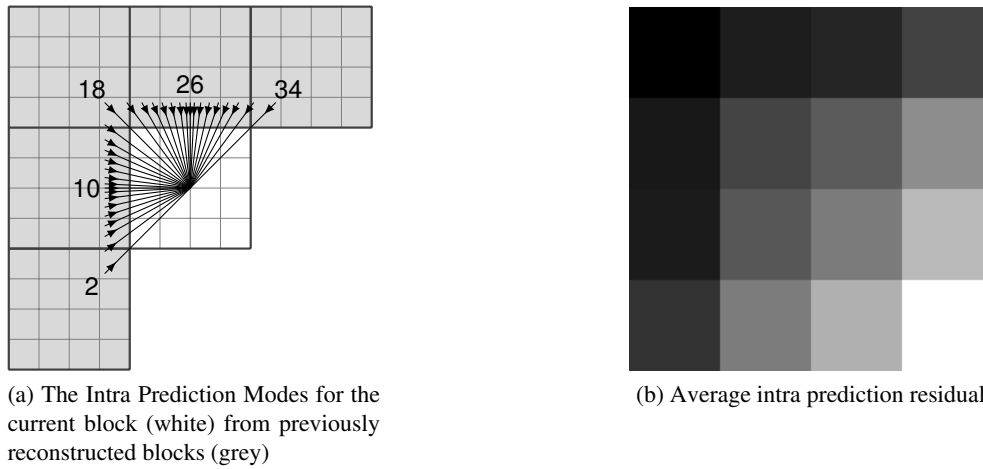 18
26
34
10
2
(a) The Intra Prediction Modes for the
current block (white) from previously
reconstructed blocks (grey)
(b) Average intra prediction residual